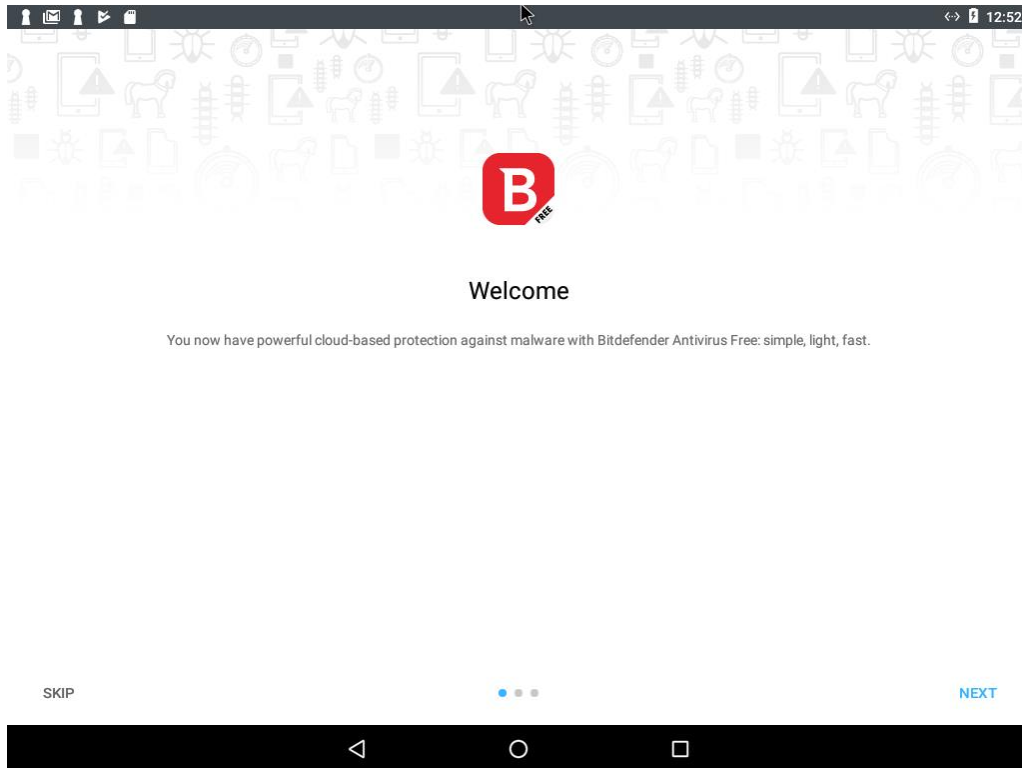 12:52
B
FREE
Welcome
You now have powerful cloud-based protection against malware with Bitdefender Antivirus Free: simple, light, fast.
SKIP
NEXT